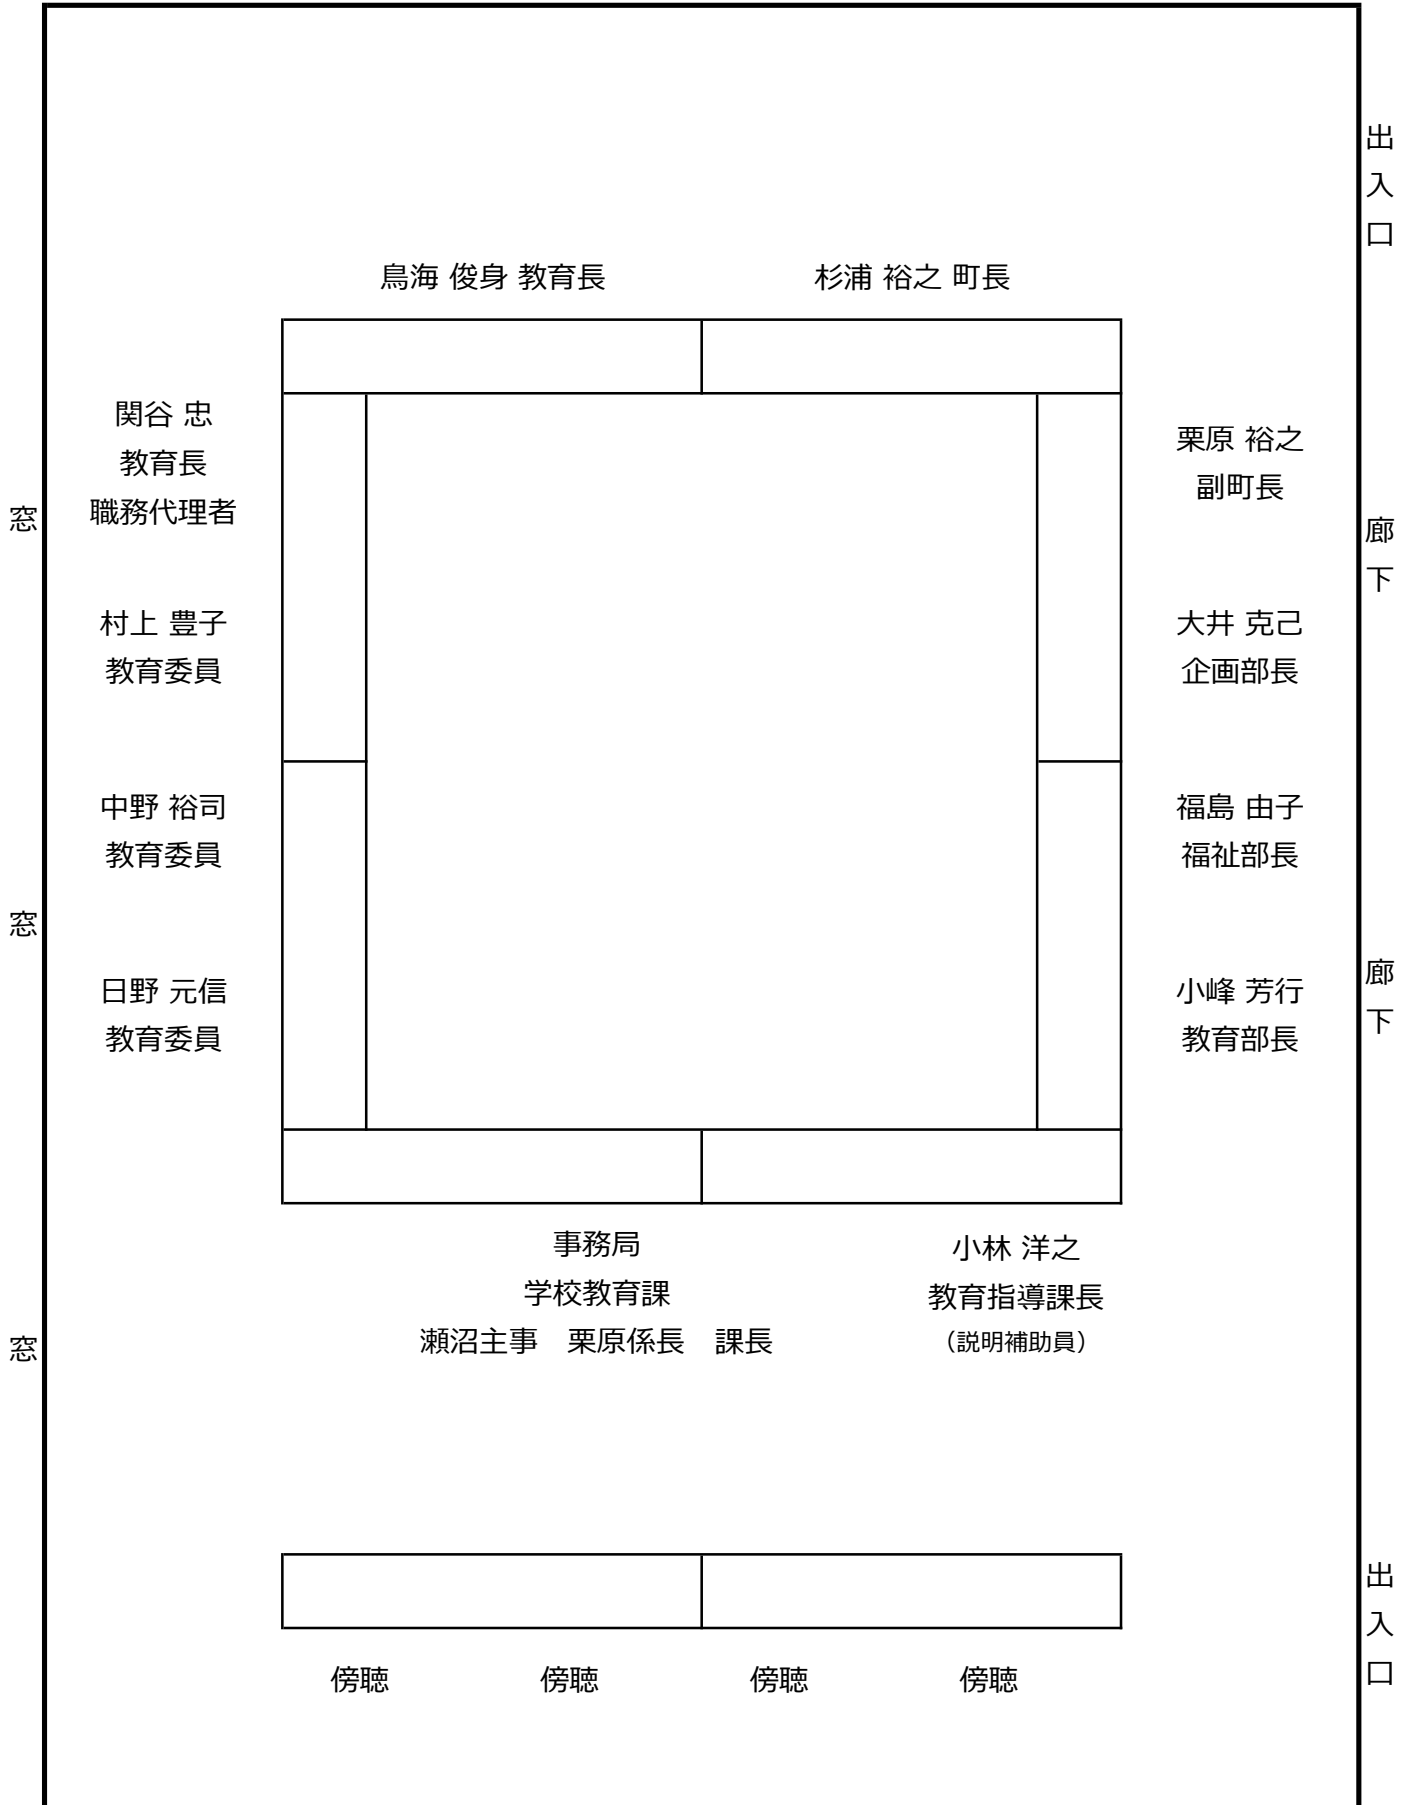 出入口
鳥海 俊身 教育長
杉浦 裕之 町長
関谷 忠
教育長
職務代理者
栗原 裕之
副町長
窓
廊下
村上 豊子
教育委員
大井 克己
企画部長
中野 裕司
教育委員
福島 由子
福祉部長
窓
廊下
日野 元信
教育委員
小峰 芳行
教育部長
事務局
学校教育課
瀬沼主事　栗原係長　課長
小林 洋之
教育指導課長
（説明補助員）
窓
出入口
傍聴 傍聴 傍聴 傍聴